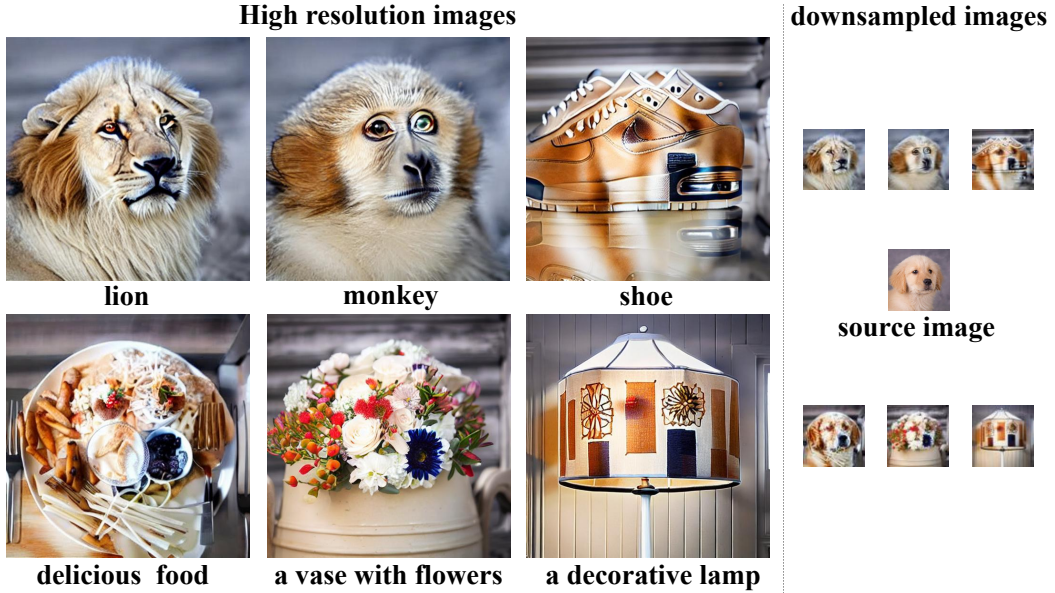 High resolution images
downsampled images
lion
monkey
shoe
source image
delicious food
a vase with flowers
a decorative lamp